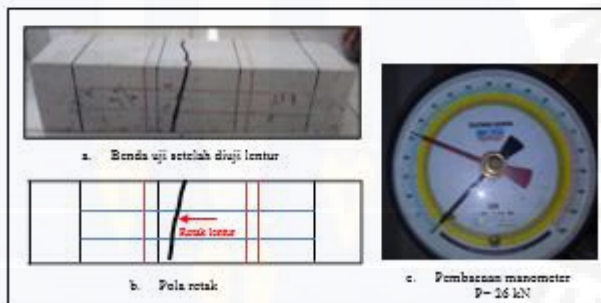 a. Benda uji setelah diuji lentur
Retak lentur
b. Pola retak
c. Pembacaan manometer
P= 26 kN